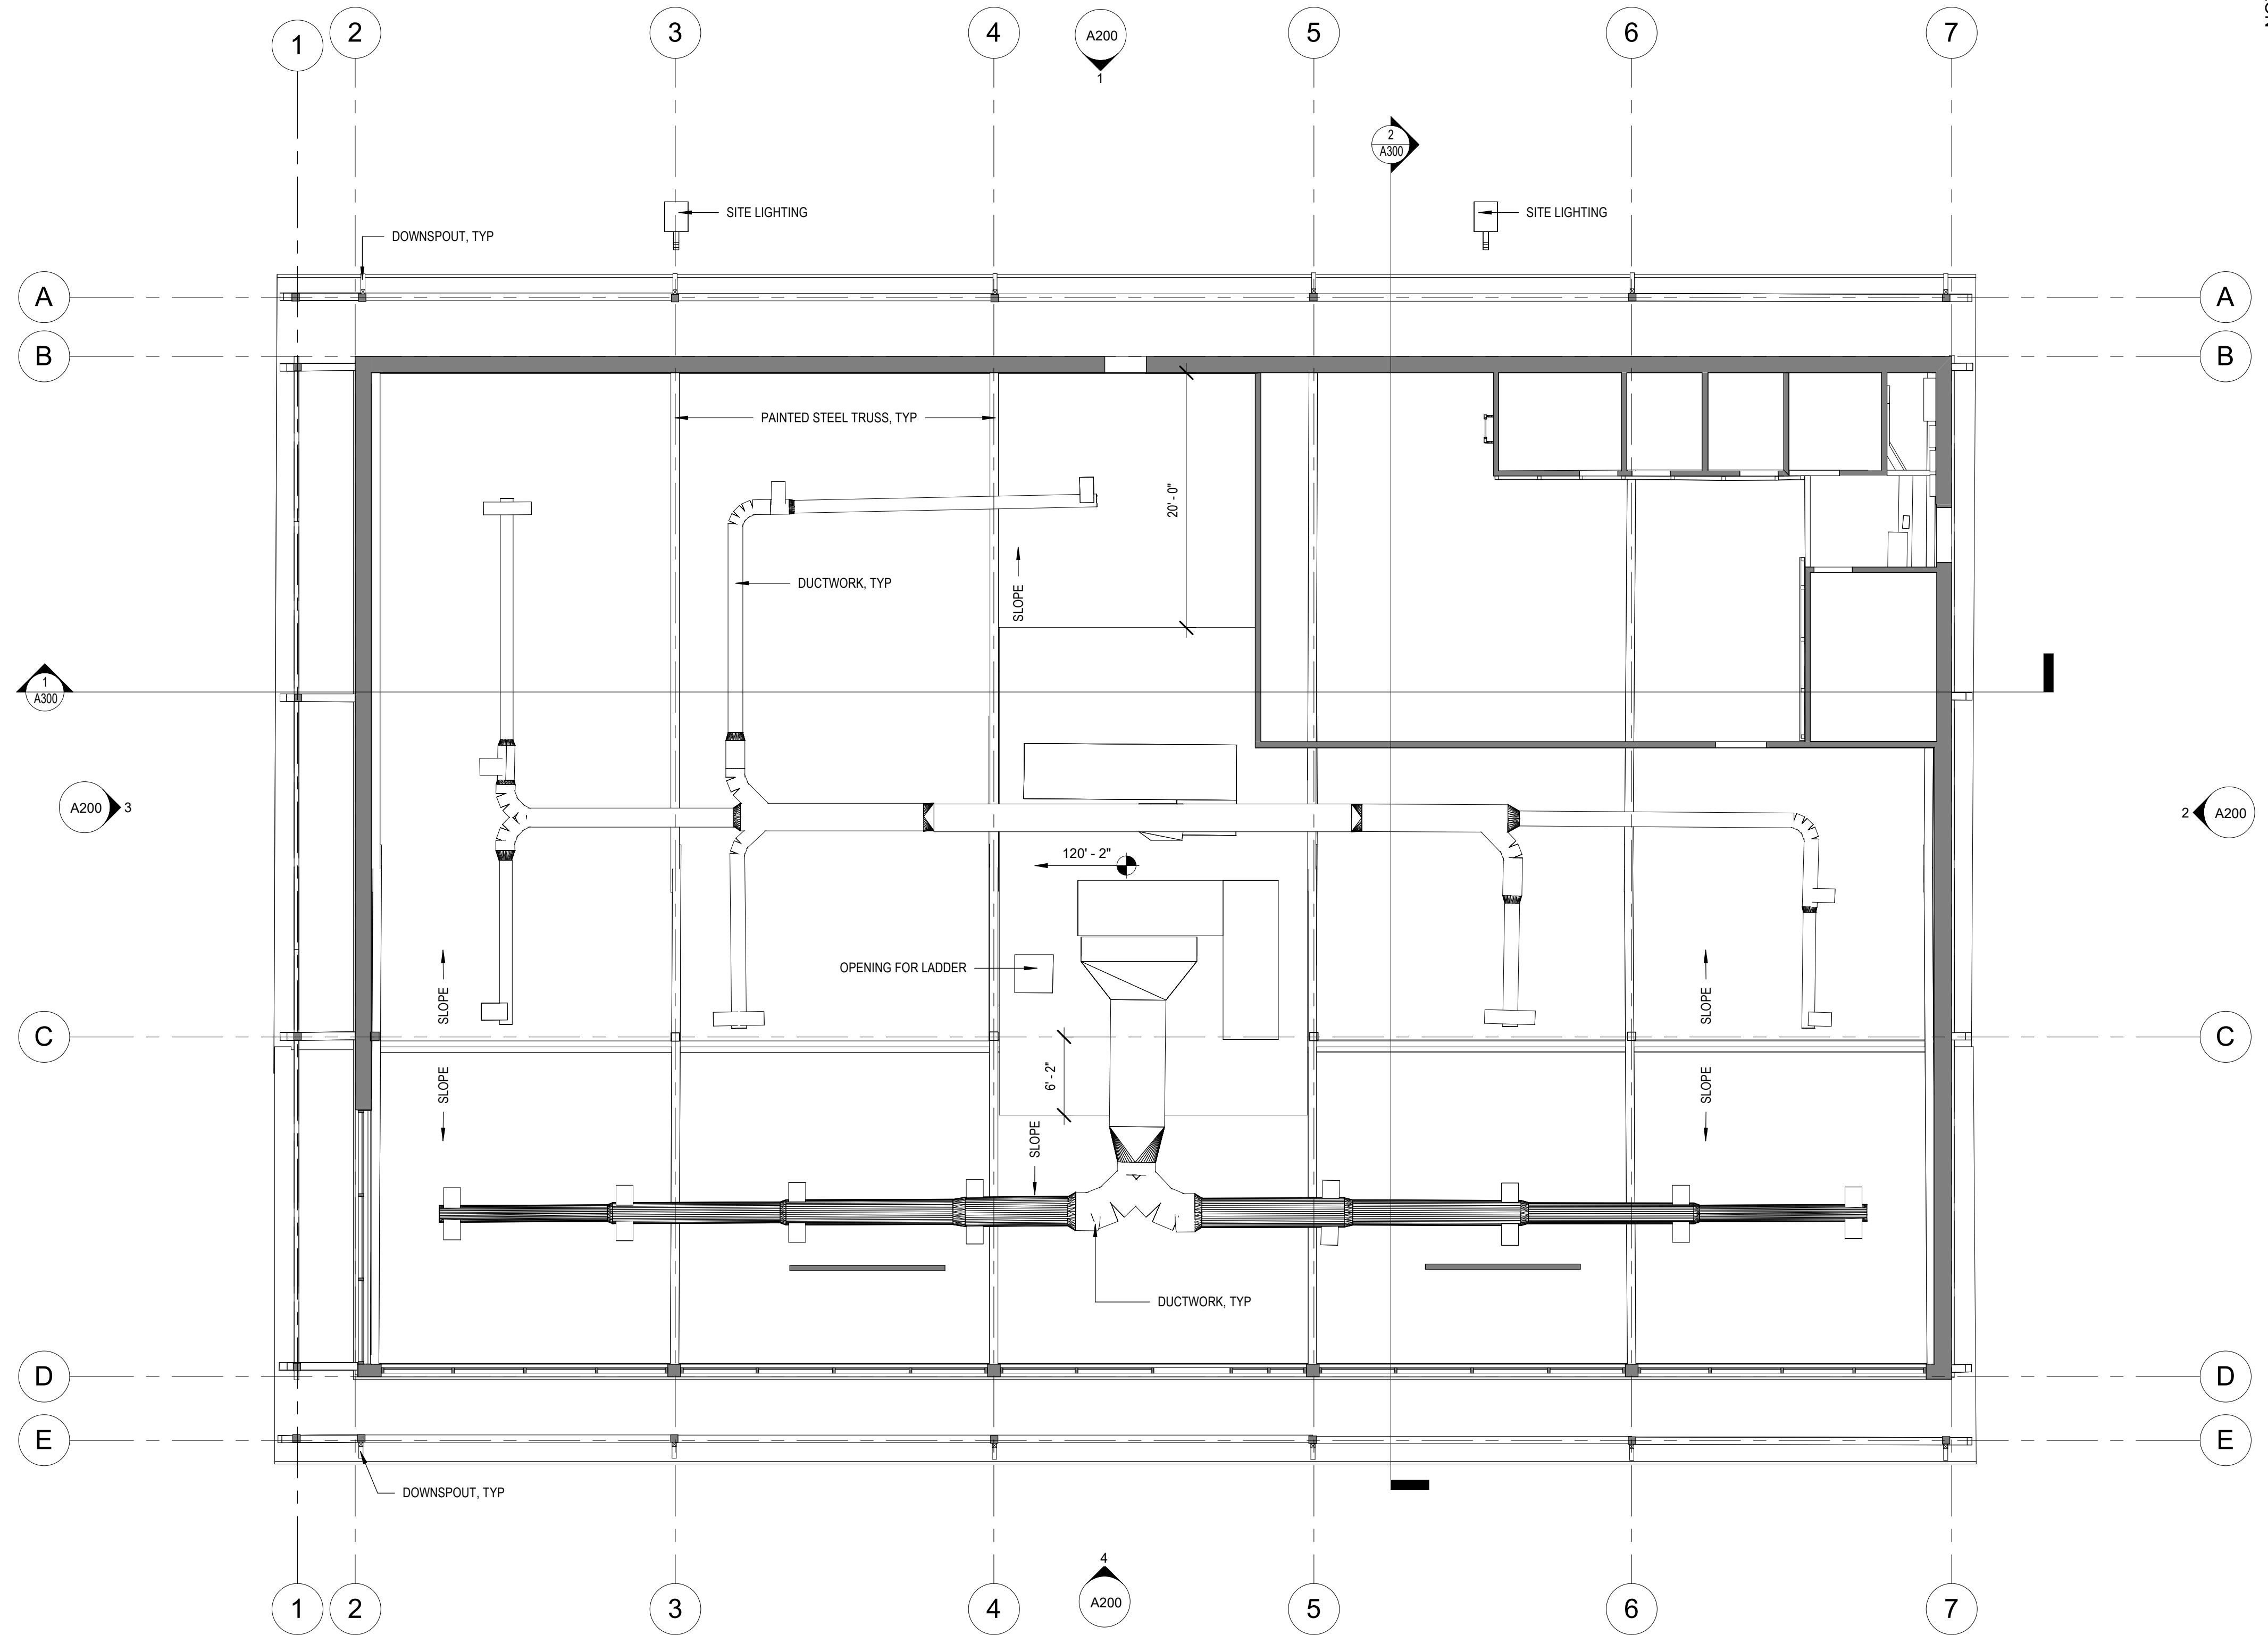 1
2
3
4
5
6
7
A200
1
2
A300
SITE LIGHTING
SITE LIGHTING
DOWNSPOUT, TYP
A
A
B
B
PAINTED STEEL TRUSS, TYP
20' - 0"
DUCTWORK, TYP
SLOPE
1
A300
A200
3
2
A200
120' - 2"
OPENING FOR LADDER
SLOPE
SLOPE
C
C
6' - 2"
SLOPE
SLOPE
SLOPE
DUCTWORK, TYP
D
D
E
E
DOWNSPOUT, TYP
4
A200
1
2
3
4
5
6
7